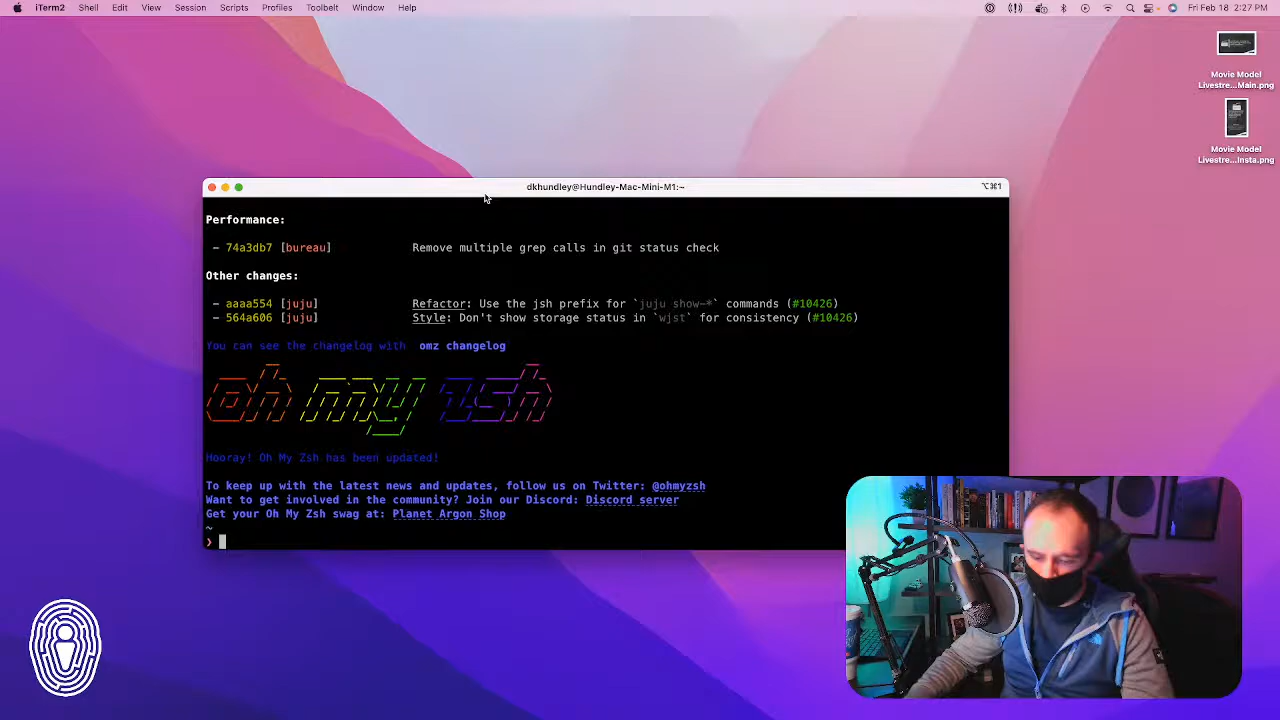 iTerm2 Shell Edit View Session Scripts Profiles Toolbelt Window Help Fri Feb 18 2:27 PM
Movie Model
Livestre...Main.png
Movie Model
Livestre...Insta.png
dkhundley@Hundley-Mac-Mini-M1:~ ⌥⌘1
Performance:
- 74a3db7 [bureau] Remove multiple grep calls in git status check
Other changes:
- aaaa554 [juju] Refactor: Use the jsh prefix for `juju show-*` commands (#10426)
- 564a606 [juju] Style: Don't show storage status in `wjst` for consistency (#10426)
You can see the changelog with `omz changelog`
oh my zsh
Hooray! Oh My Zsh has been updated!
To keep up with the latest news and updates, follow us on Twitter: @ohmyzsh
Want to get involved in the community? Join our Discord: Discord server
Get your Oh My Zsh swag at: Planet Argon Shop
~
❯